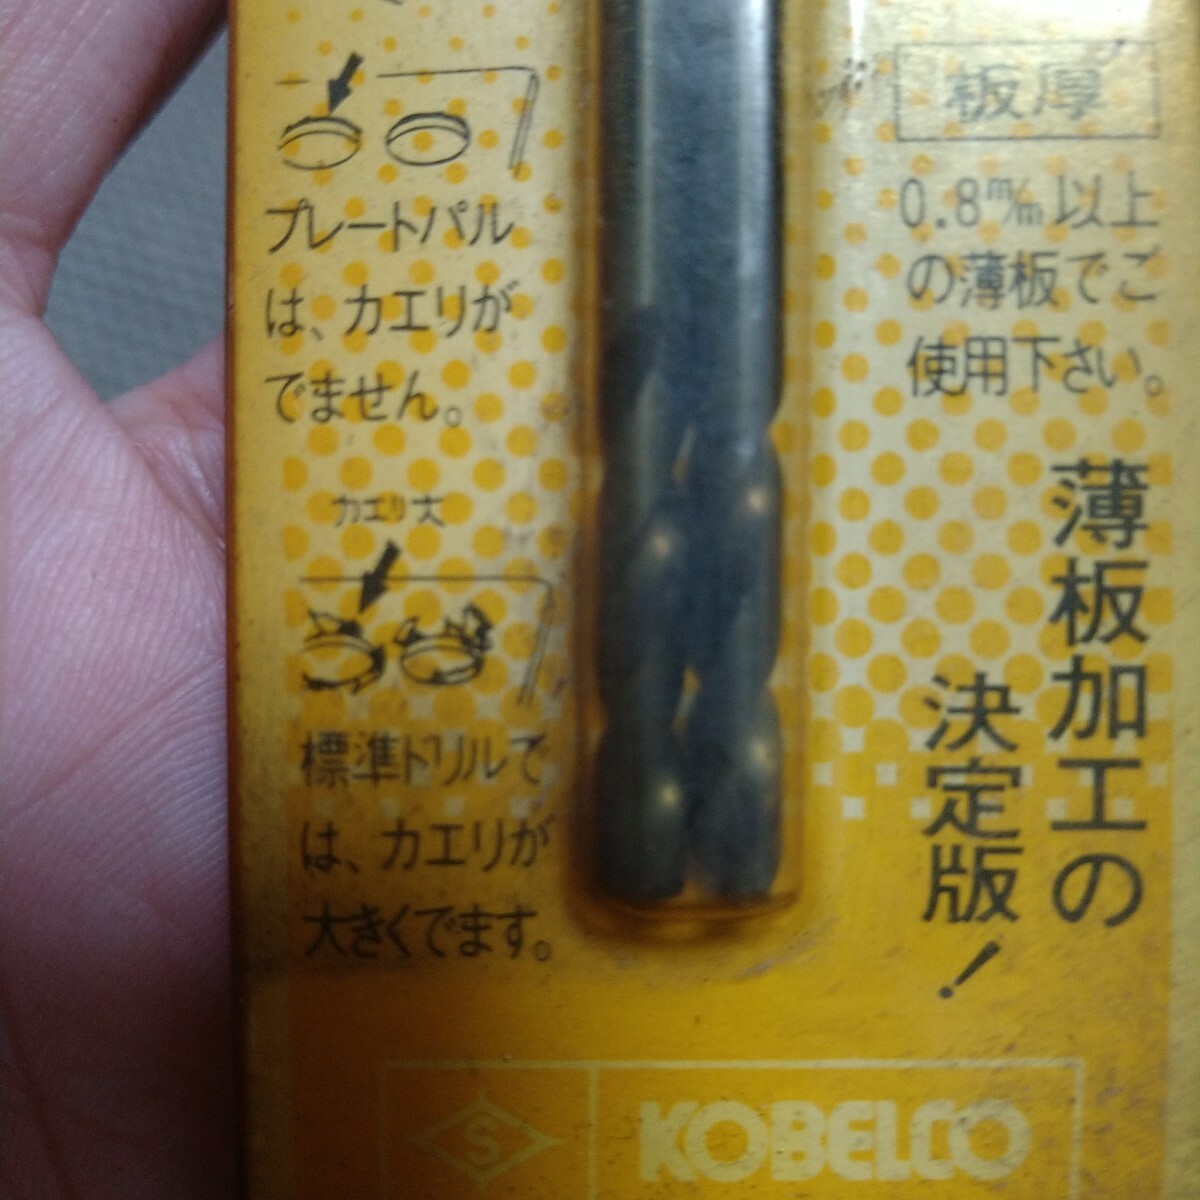 プレートパル
は、カエリが
でません。
カエリ大
標準ドリルで
は、カエリが
大きくでます。
板厚
0.8m/m以上
の薄板でご
使用下さい。
薄板加工の
決定版!
S
KOBELCO